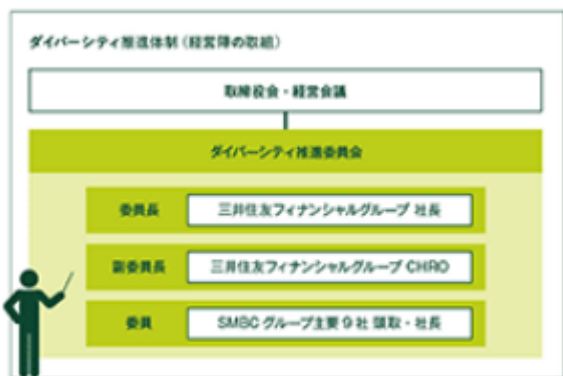 ダイバーシティ推進体制（経営陣の取組）
取締役会・経営会議
ダイバーシティ推進委員会
委員長
三井住友フィナンシャルグループ 社長
副委員長
三井住友フィナンシャルグループ CHRO
委員
SMBC グループ主要9社 頭取・社長